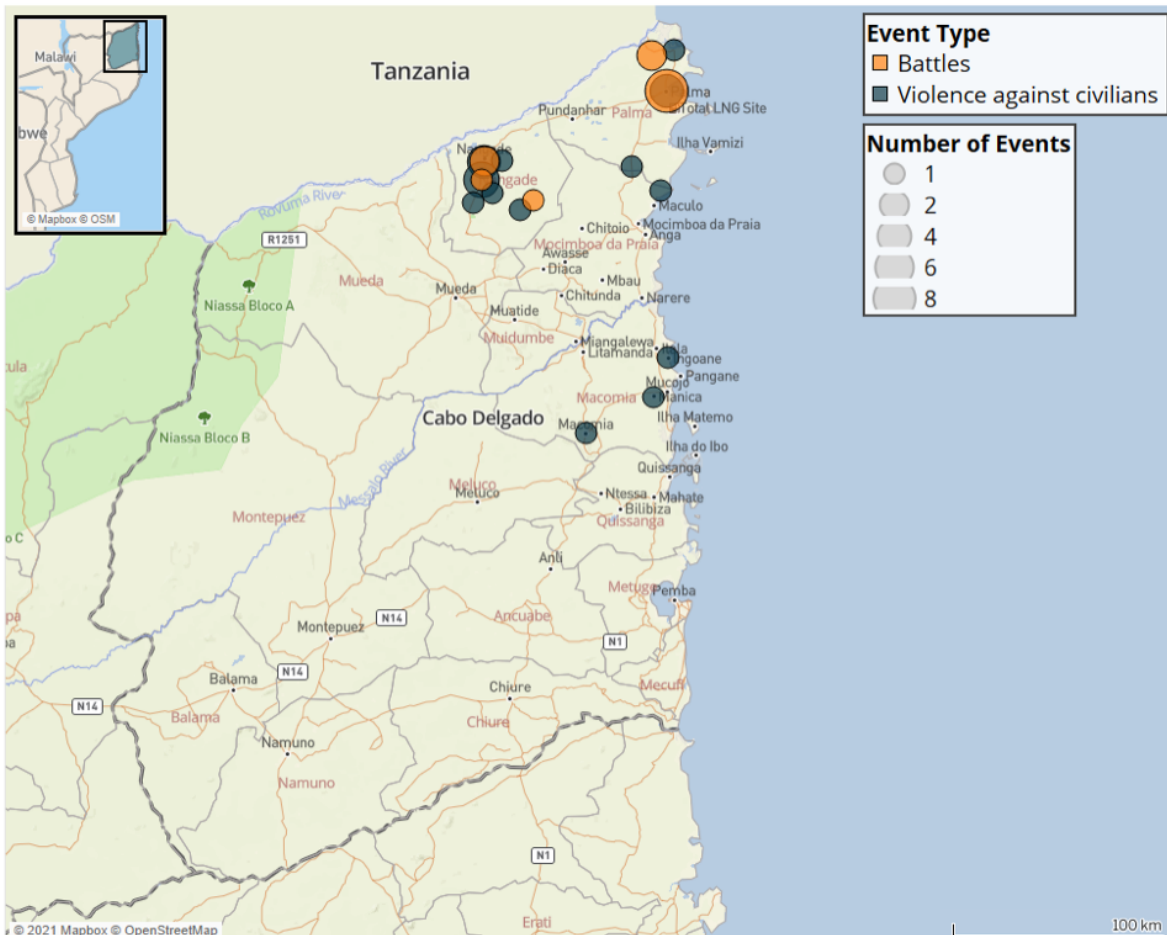 Malawi
bwe
© Mapbox © OSM
Event Type
Battles
Violence against civilians
Number of Events
1
2
4
6
8
Tanzania
Palma
Total LNG Site
Pundanhar
Palma
Ilha Vamizi
Rovuma River
R1251
Maculo
Mocimboa da Praia
Chitoio
Anga
Mocimboa da Praia
Awasse
Diaca
Niassa Bloco A
Mueda
Mueda
Mbau
Chitunda
Narere
Muatide
Muidumbe
Miangalewa
Litamanda
ula
ngoane
Pangane
Mucojo
Manica
Macomia
Cabo Delgado
Ilha Matemo
Niassa Bloco B
Ilha do Ibo
Quissanga
Messalo River
Meluco
Meluco
Ntessa
Mahate
Bilibiza
Montepuez
Quissanga
o C
Anli
Metuge
Pemba
N14
Ancuabe
pa
Montepuez
N1
N14
Balama
Chiure
Mecufi
N14
Balama
Chiure
Namuno
Namuno
N1
Erati
© 2021 Mapbox © OpenStreetMap
100 km